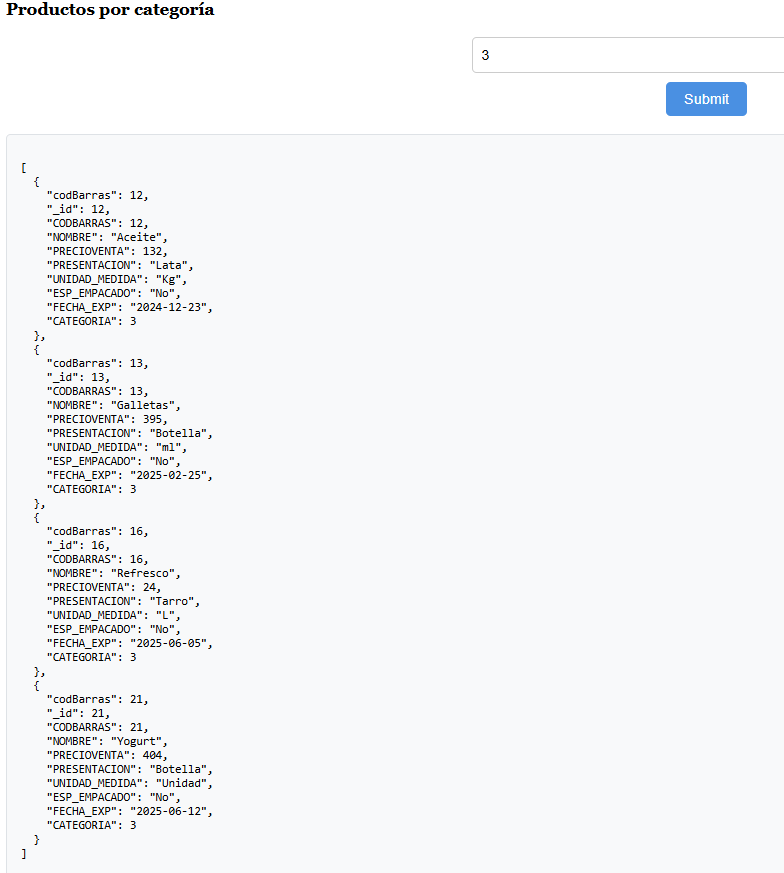 Productos por categoría
3
Submit
[
  {
    "codBarras": 12,
    "_id": 12,
    "CODBARRAS": 12,
    "NOMBRE": "Aceite",
    "PRECIOVENTA": 132,
    "PRESENTACION": "Lata",
    "UNIDAD_MEDIDA": "Kg",
    "ESP_EMPACADO": "No",
    "FECHA_EXP": "2024-12-23",
    "CATEGORIA": 3
  },
  {
    "codBarras": 13,
    "_id": 13,
    "CODBARRAS": 13,
    "NOMBRE": "Galletas",
    "PRECIOVENTA": 395,
    "PRESENTACION": "Botella",
    "UNIDAD_MEDIDA": "ml",
    "ESP_EMPACADO": "No",
    "FECHA_EXP": "2025-02-25",
    "CATEGORIA": 3
  },
  {
    "codBarras": 16,
    "_id": 16,
    "CODBARRAS": 16,
    "NOMBRE": "Refresco",
    "PRECIOVENTA": 24,
    "PRESENTACION": "Tarro",
    "UNIDAD_MEDIDA": "L",
    "ESP_EMPACADO": "No",
    "FECHA_EXP": "2025-06-05",
    "CATEGORIA": 3
  },
  {
    "codBarras": 21,
    "_id": 21,
    "CODBARRAS": 21,
    "NOMBRE": "Yogurt",
    "PRECIOVENTA": 404,
    "PRESENTACION": "Botella",
    "UNIDAD_MEDIDA": "Unidad",
    "ESP_EMPACADO": "No",
    "FECHA_EXP": "2025-06-12",
    "CATEGORIA": 3
  }
]